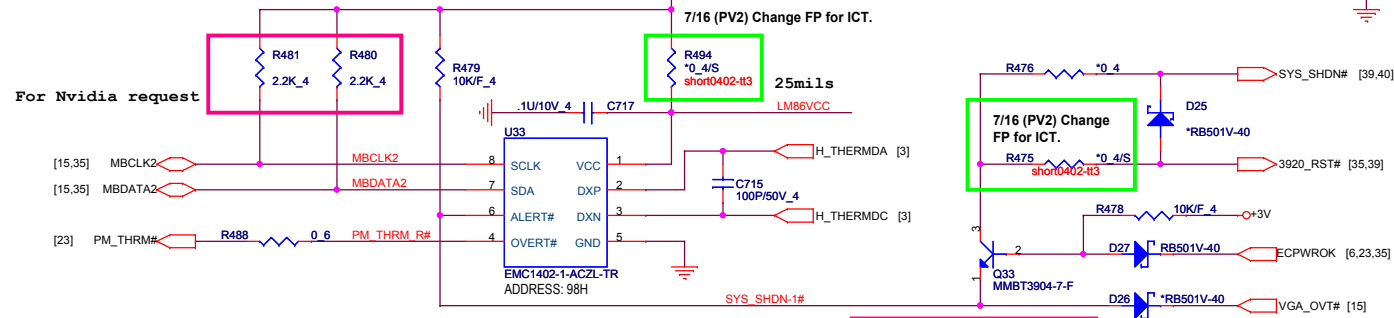 7/16 (PV2) Change FP for ICT.
R481
2.2K_4
R480
2.2K_4
R479
10K/F_4
R494
*0_4/S
short0402-tt3
For Nvidia request
25mils
.1U/10V_4
C717
LM86VCC
R476
*0_4
SYS_SHDN# [39,40]
D25
*RB501V-40
7/16 (PV2) Change
FP for ICT.
R475
*0_4/S
short0402-tt3
3920_RST# [35,39]
U33
[15,35] MBCLK2
MBCLK2
8
SCLK
VCC
1
[15,35] MBDATA2
MBDATA2
7
SDA
DXP
2
6
ALERT#
DXN
3
4
OVERT#
GND
5
H_THERMDA [3]
C715
100P/50V_4
H_THERMDC [3]
[23] PM_THRM#
R488
0_6
PM_THRM_R#
EMC1402-1-ACZL-TR
ADDRESS: 98H
R478
10K/F_4
+3V
3
2
1
Q33
MMBT3904-7-F
D27
RB501V-40
ECPWROK [6,23,35]
SYS_SHDN-1#
D26
*RB501V-40
VGA_OVT# [15]